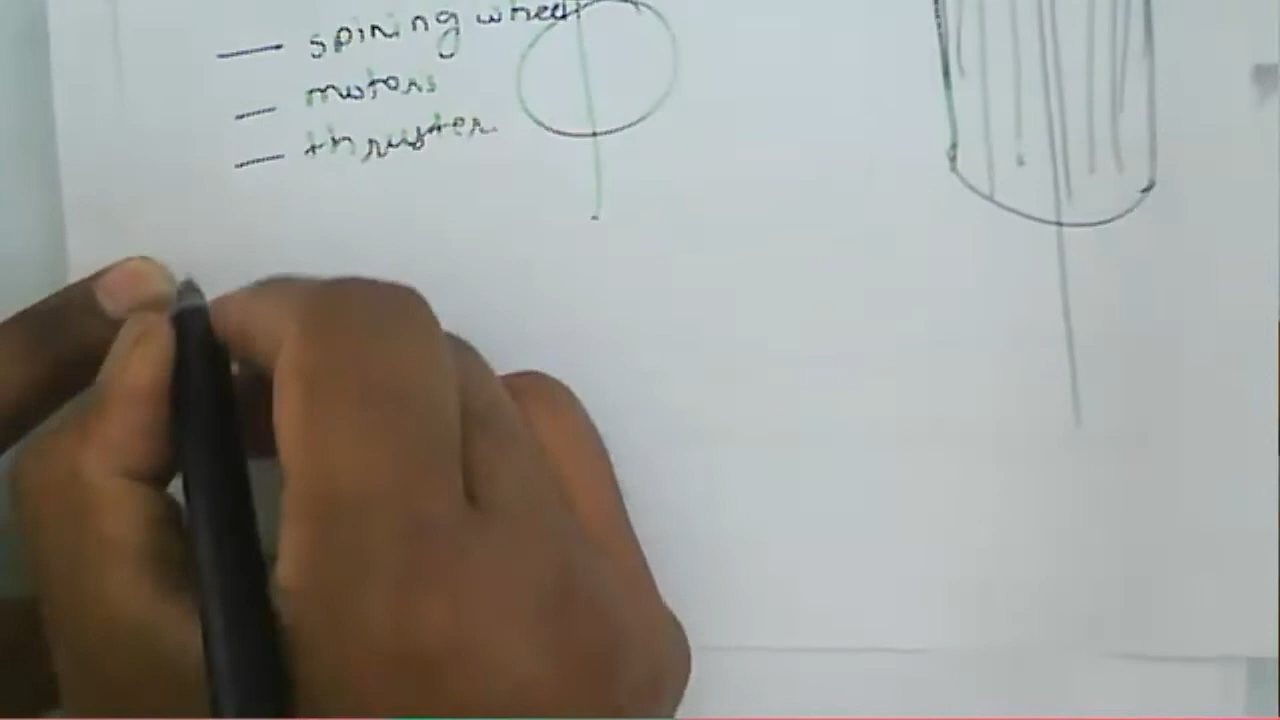 — spining wheel
— motors
— thruster